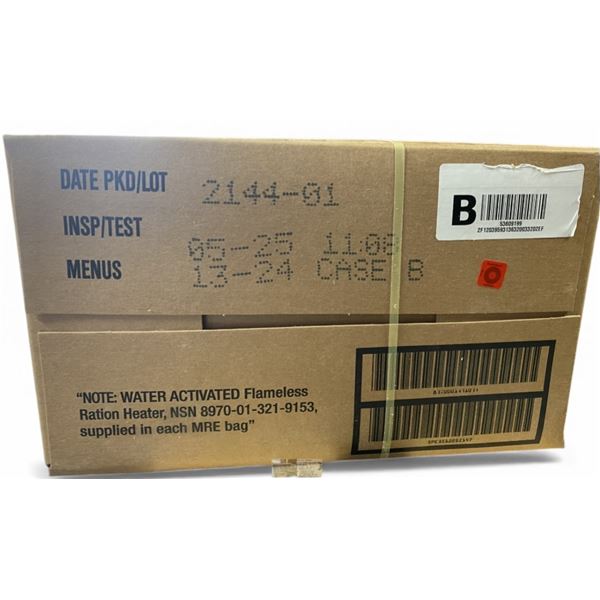 DATE PKD/LOT 2144-01
INSP/TEST 05-25 11:08
MENUS 13-24 CASE B
B
53609199
"NOTE: WATER ACTIVATED Flameless
Ration Heater, NSN 8970-01-321-9153,
supplied in each MRE bag"